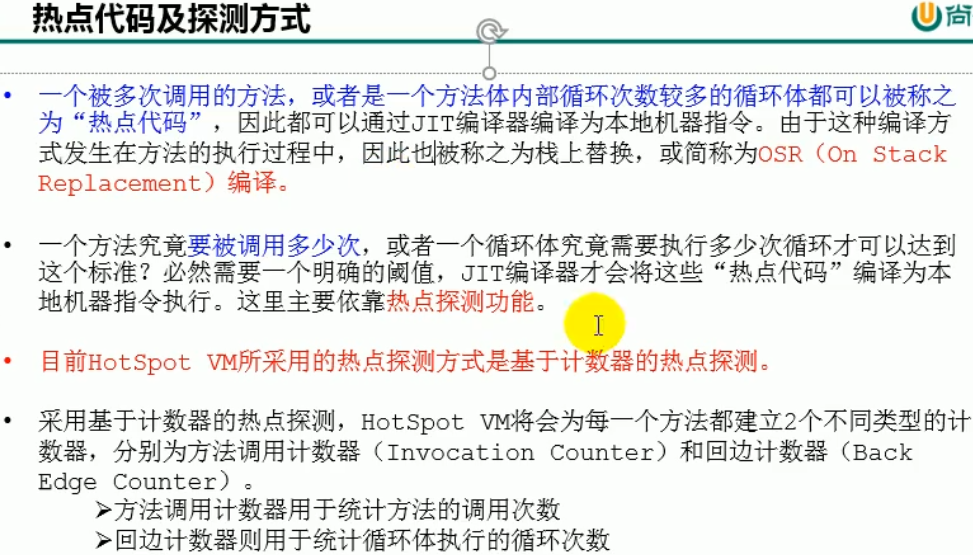 热点代码及探测方式
尚
• 一个被多次调用的方法，或者是一个方法体内部循环次数较多的循环体都可以被称之
为“热点代码”，因此都可以通过JIT编译器编译为本地机器指令。由于这种编译方
式发生在方法的执行过程中，因此也被称之为栈上替换，或简称为OSR（On Stack
Replacement）编译。
• 一个方法究竟要被调用多少次，或者一个循环体究竟需要执行多少次循环才可以达到
这个标准？必然需要一个明确的阈值，JIT编译器才会将这些“热点代码”编译为本
地机器指令执行。这里主要依靠热点探测功能。
• 目前HotSpot VM所采用的热点探测方式是基于计数器的热点探测。
• 采用基于计数器的热点探测，HotSpot VM将会为每一个方法都建立2个不同类型的计
数器，分别为方法调用计数器（Invocation Counter）和回边计数器（Back
Edge Counter）。
➢方法调用计数器用于统计方法的调用次数
➢回边计数器则用于统计循环体执行的循环次数